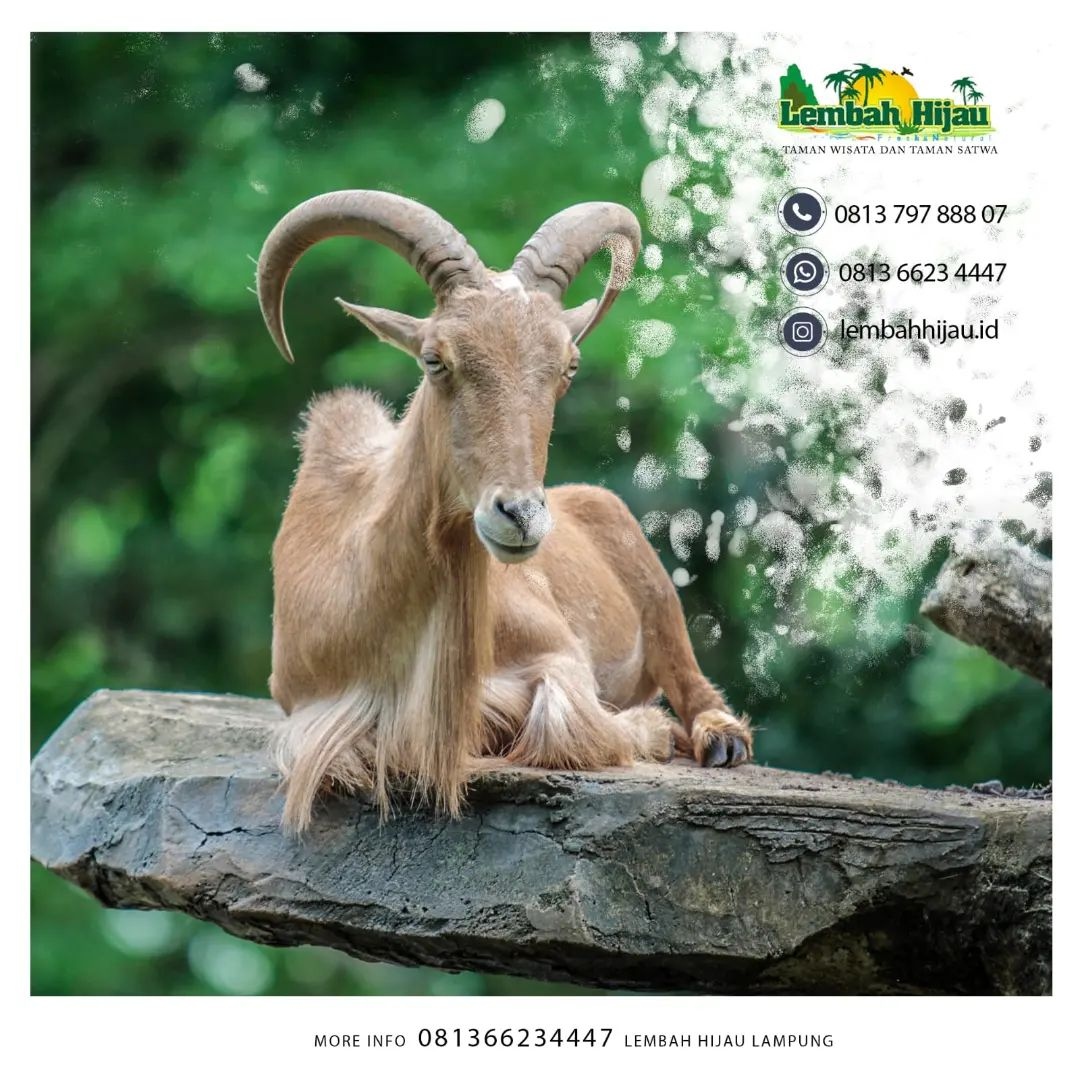 Lembah Hijau
Fresh & Natural
TAMAN WISATA DAN TAMAN SATWA
0813 797 888 07
0813 6623 4447
lembahhijau.id
MORE INFO 081366234447 LEMBAH HIJAU LAMPUNG